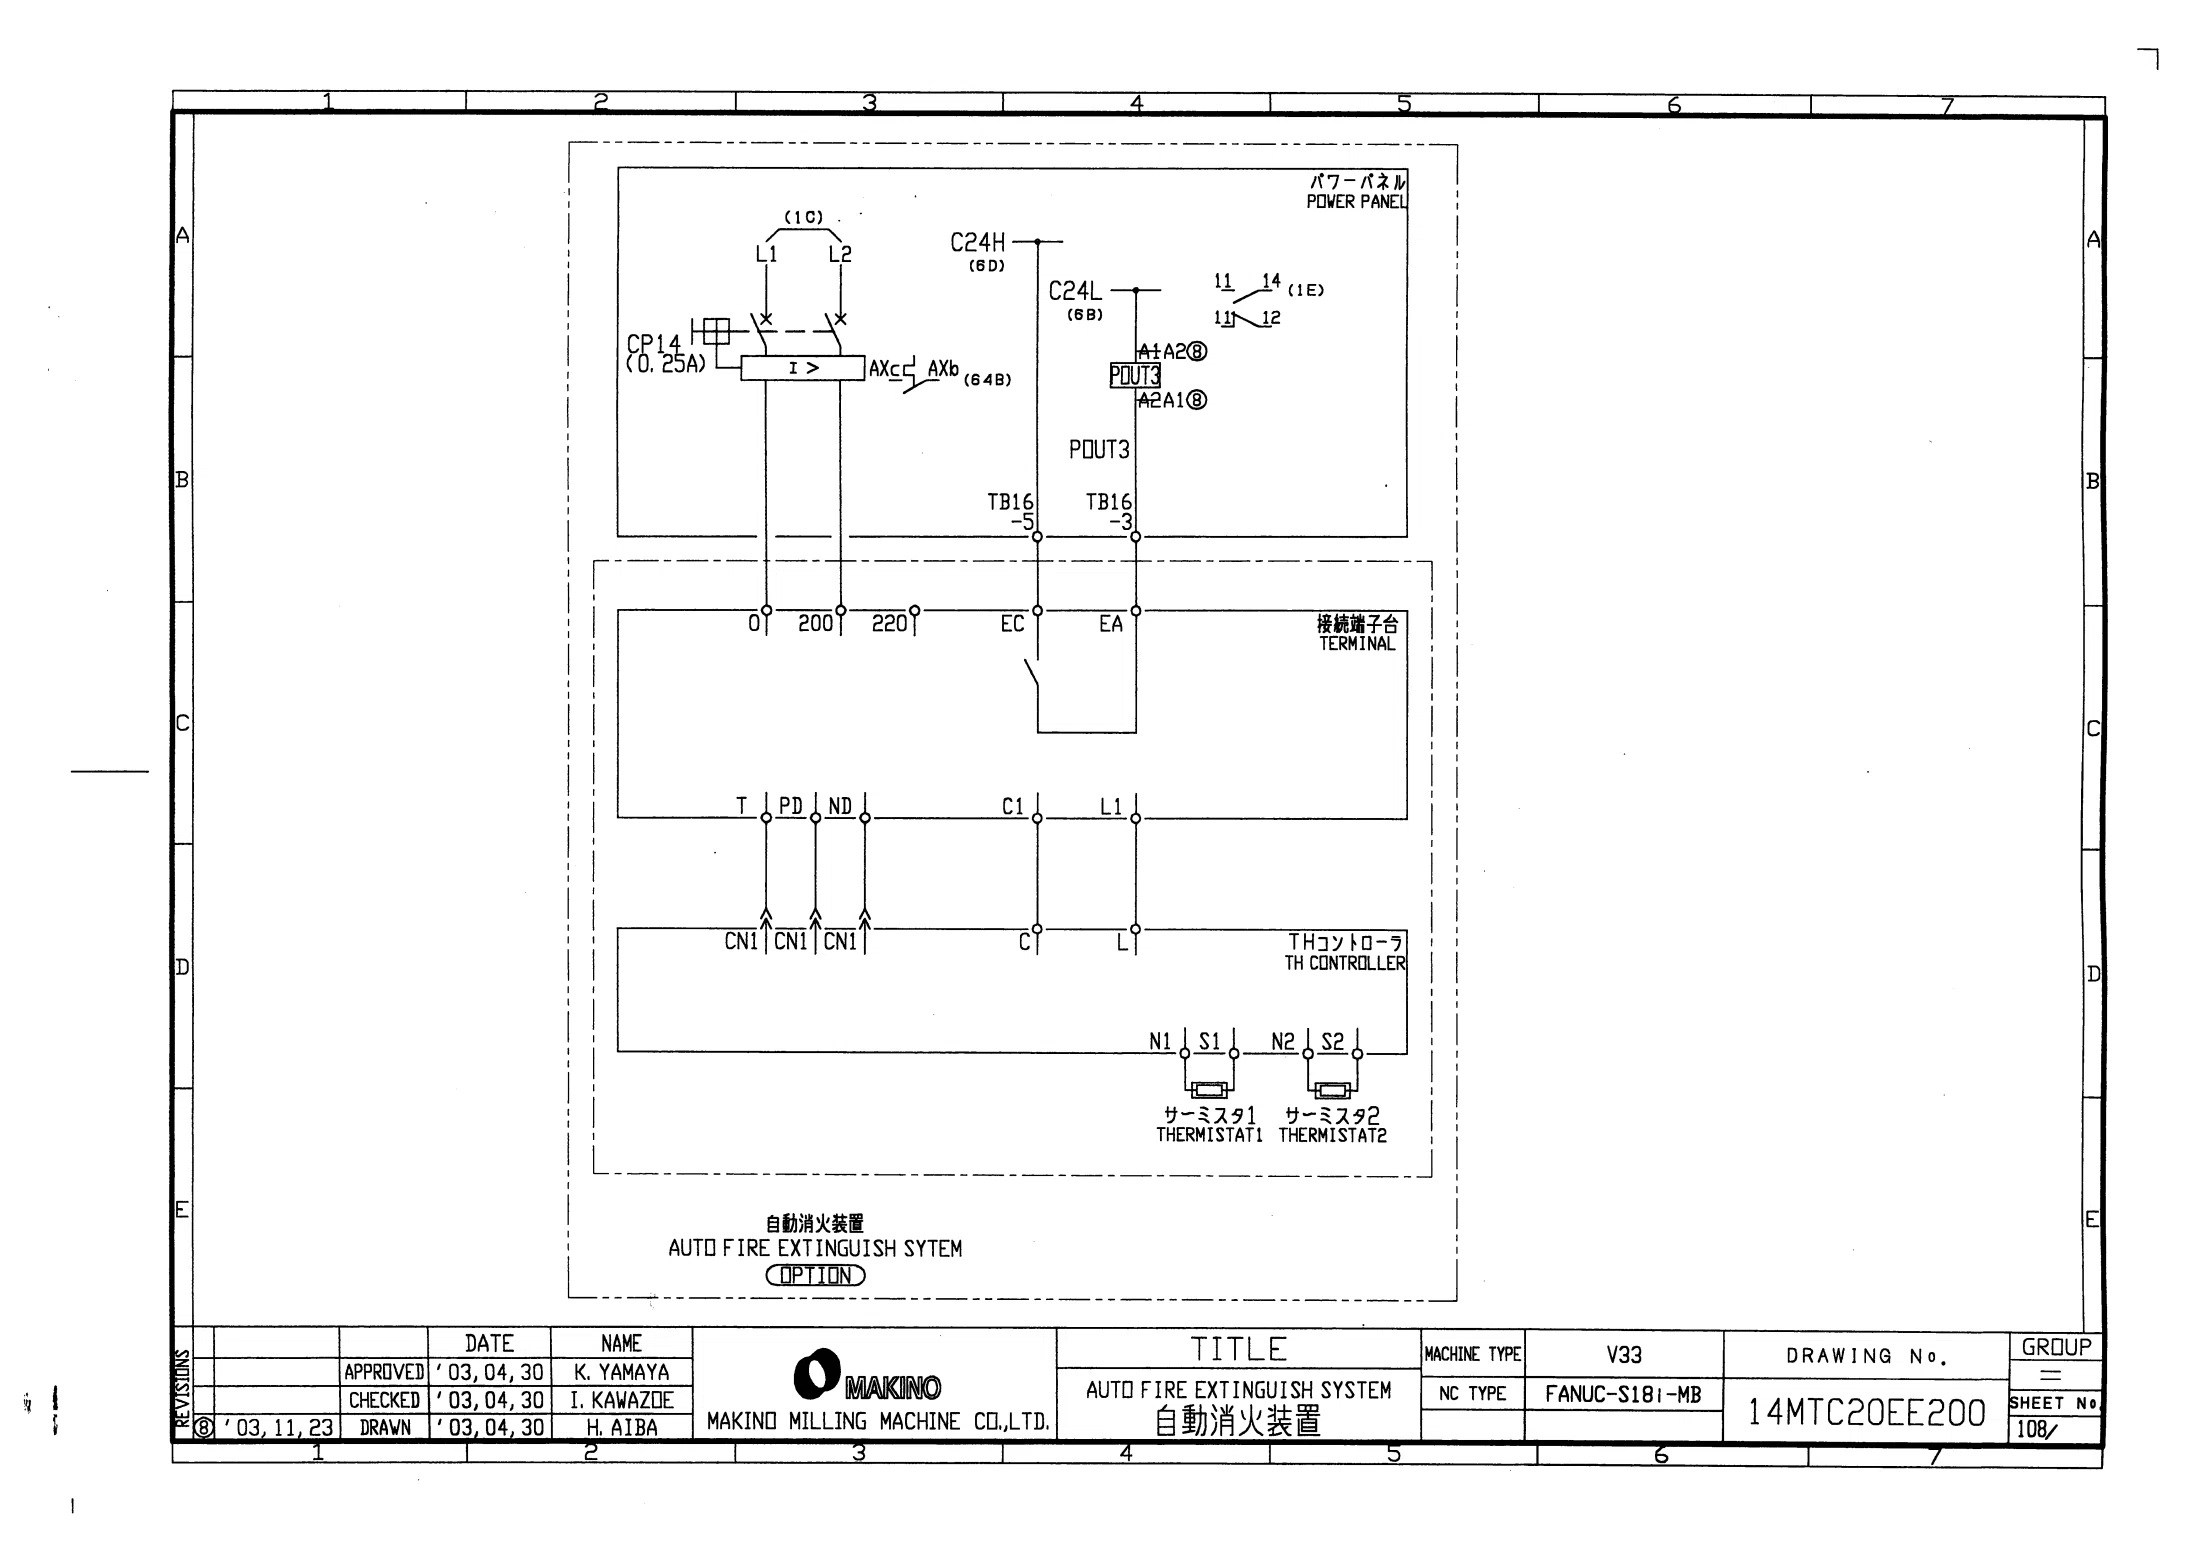 1 2 3 4 5 6 7
A A
B B
C C
D D
E E
パワーパネル
POWER PANEL
(1C)
L1 L2
C24H
(6D)
C24L
(6B)
11 14 (1E)
11 12
CP14
(0.25A)
I >
AXc AXb (64B)
A1A2⑧
POUT3
A2A1⑧
POUT3
TB16
-5
TB16
-3
0 200 220 EC EA
接続端子台
TERMINAL
T PD ND C1 L1
CN1 CN1 CN1 C L
THコントローラ
TH CONTROLLER
N1 S1 N2 S2
サーミスタ1 サーミスタ2
THERMISTAT1 THERMISTAT2
自動消火装置
AUTO FIRE EXTINGUISH SYTEM
OPTION
REVISIONS
⑧ '03,11,23
DATE NAME
APPROVED '03,04,30 K. YAMAYA
CHECKED '03,04,30 I. KAWAZOE
DRAWN '03,04,30 H. AIBA
MAKINO
MAKINO MILLING MACHINE CO.,LTD.
TITLE
AUTO FIRE EXTINGUISH SYSTEM
自動消火装置
MACHINE TYPE V33
NC TYPE FANUC-S18i-MB
DRAWING No.
14MTC20EE200
GROUP
二
SHEET No.
108/
1 2 3 4 5 6 7